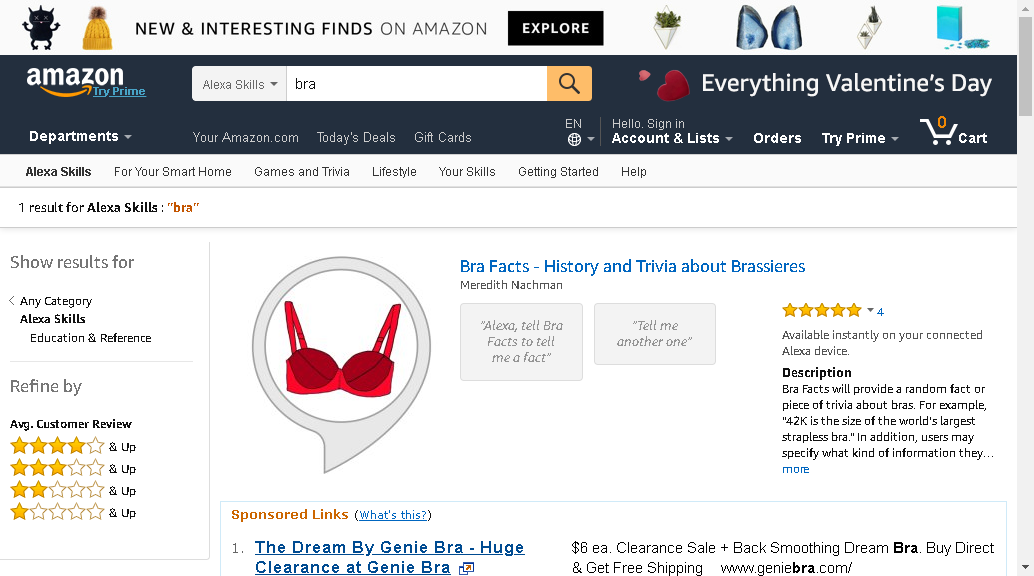 NEW & INTERESTING FINDS ON AMAZON EXPLORE
amazon
Try Prime
Alexa Skills bra
Everything Valentine's Day
Departments
Your Amazon.com Today's Deals Gift Cards
EN
Hello. Sign in
Account & Lists
Orders
Try Prime
0
Cart
Alexa Skills For Your Smart Home Games and Trivia Lifestyle Your Skills Getting Started Help
1 result for Alexa Skills : "bra"
Show results for
Any Category
Alexa Skills
Education & Reference
Refine by
Avg. Customer Review
& Up
& Up
& Up
& Up
Bra Facts - History and Trivia about Brassieres
Meredith Nachman
"Alexa, tell Bra
Facts to tell
me a fact"
"Tell me
another one"
4
Available instantly on your connected
Alexa device.
Description
Bra Facts will provide a random fact or
piece of trivia about bras. For example,
"42K is the size of the world's largest
strapless bra." In addition, users may
specify what kind of information they…
more
Sponsored Links (What's this?)
1. The Dream By Genie Bra - Huge
Clearance at Genie Bra
$6 ea. Clearance Sale + Back Smoothing Dream Bra. Buy Direct
& Get Free Shipping www.geniebra.com/